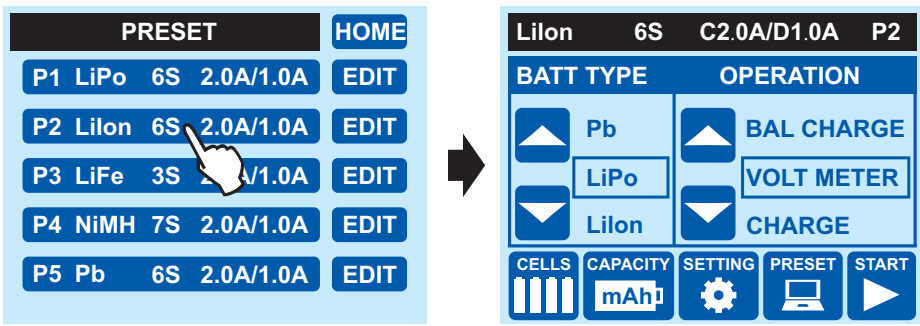 PRESET HOME
P1 LiPo 6S 2.0A/1.0A EDIT
P2 LiIon 6S 2.0A/1.0A EDIT
P3 LiFe 3S 2.0A/1.0A EDIT
P4 NiMH 7S 2.0A/1.0A EDIT
P5 Pb 6S 2.0A/1.0A EDIT
LiIon 6S C2.0A/D1.0A P2
BATT TYPE OPERATION
Pb BAL CHARGE
LiPo VOLT METER
LiIon CHARGE
CELLS CAPACITY SETTING PRESET START
mAh